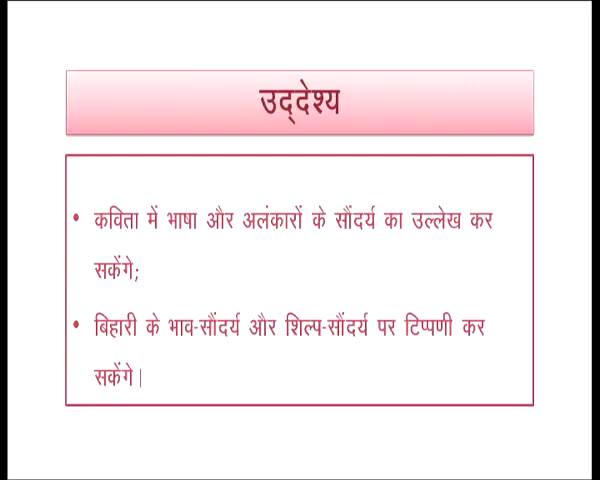 उद्देश्य
• कविता में भाषा और अलंकारों के सौंदर्य का उल्लेख कर
सकेंगे;
• बिहारी के भाव-सौंदर्य और शिल्प-सौंदर्य पर टिप्पणी कर
सकेंगे।